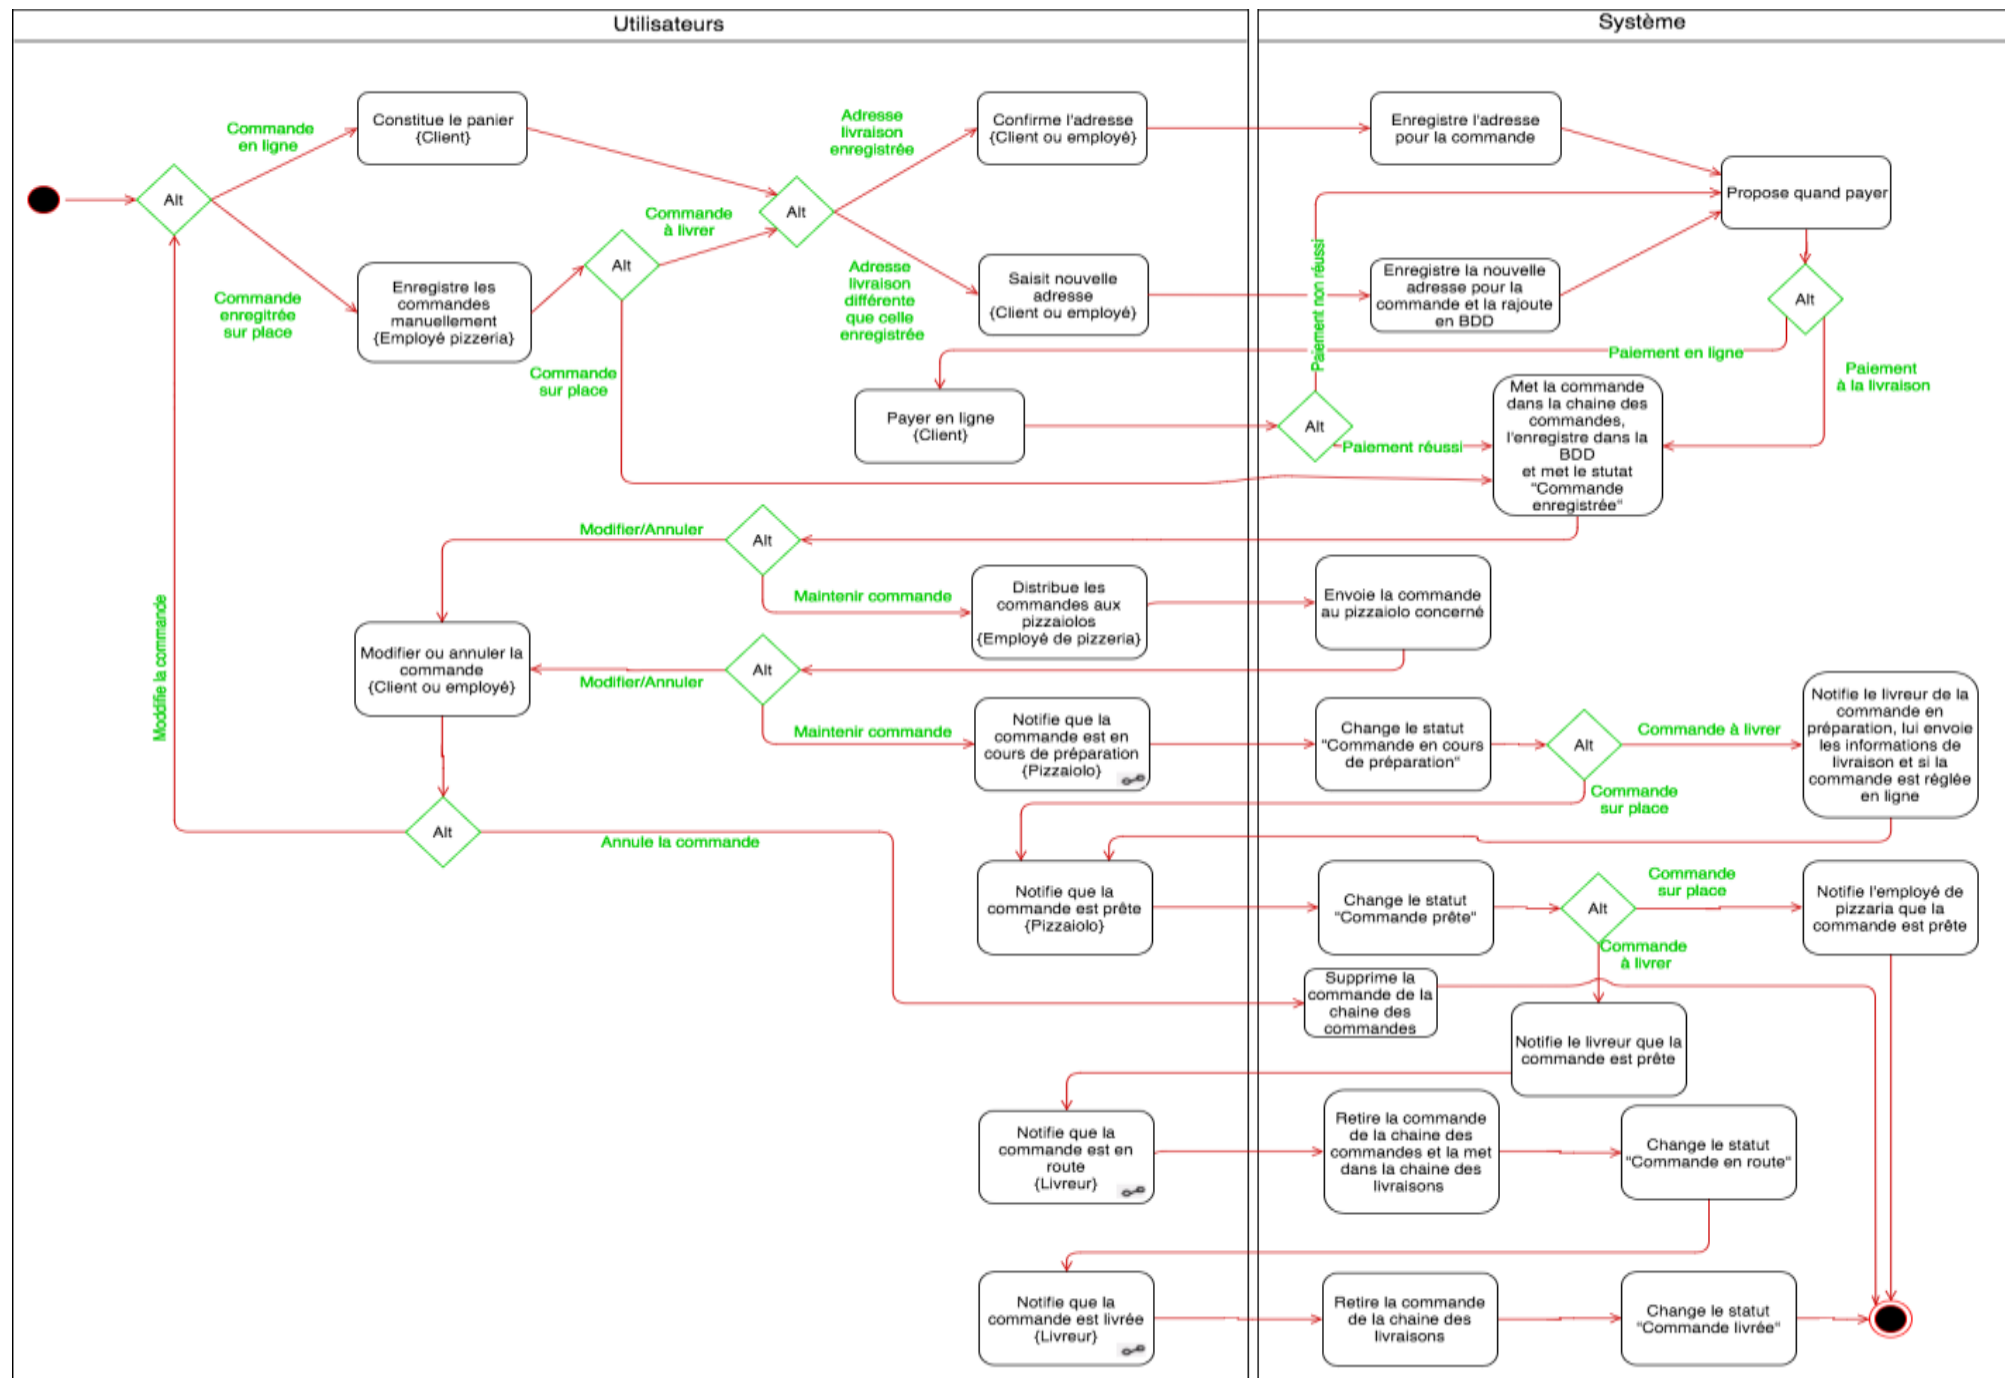 Utilisateurs
Système
Commande
en ligne
Constitue le panier
{Client}
Adresse
livraison
enregistrée
Confirme l'adresse
{Client ou employé}
Enregistre l'adresse
pour la commande
Alt
Commande
à livrer
Alt
Propose quand payer
Commande
enregitrée
sur place
Enregistre les
commandes
manuellement
{Employé pizzeria}
Alt
Adresse
livraison
différente
que celle
enregistrée
Saisit nouvelle
adresse
{Client ou employé}
Paiement non réussi
Enregistre la nouvelle
adresse pour la
commande et la rajoute
en BDD
Alt
Commande
sur place
Paiement en ligne
Paiement
à la livraison
Payer en ligne
{Client}
Alt
Paiement réussi
Met la commande
dans la chaine des
commandes,
l'enregistre dans la
BDD
et met le stutat
"Commande
enregistrée"
Modifier/Annuler
Alt
Maintenir commande
Distribue les
commandes aux
pizzaiolos
{Employé de pizzeria}
Envoie la commande
au pizzaiolo concerné
Moddifie la commande
Modifier ou annuler la
commande
{Client ou employé}
Modifier/Annuler
Alt
Maintenir commande
Notifie que la
commande est en
cours de préparation
{Pizzaiolo}
Change le statut
"Commande en cours
de préparation"
Alt
Commande à livrer
Notifie le livreur de la
commande en
préparation, lui envoie
les informations de
livraison et si la
commande est réglée
en ligne
Commande
sur place
Alt
Annule la commande
Notifie que la
commande est prête
{Pizzaiolo}
Change le statut
"Commande prête"
Alt
Commande
sur place
Notifie l'employé de
pizzaria que la
commande est prête
Commande
à livrer
Supprime la
commande de la
chaine des
commandes
Notifie le livreur que la
commande est prête
Notifie que la
commande est en
route
{Livreur}
Retire la commande
de la chaine des
commandes et la met
dans la chaine des
livraisons
Change le statut
"Commande en route"
Notifie que la
commande est livrée
{Livreur}
Retire la commande
de la chaine des
livraisons
Change le statut
"Commande livrée"